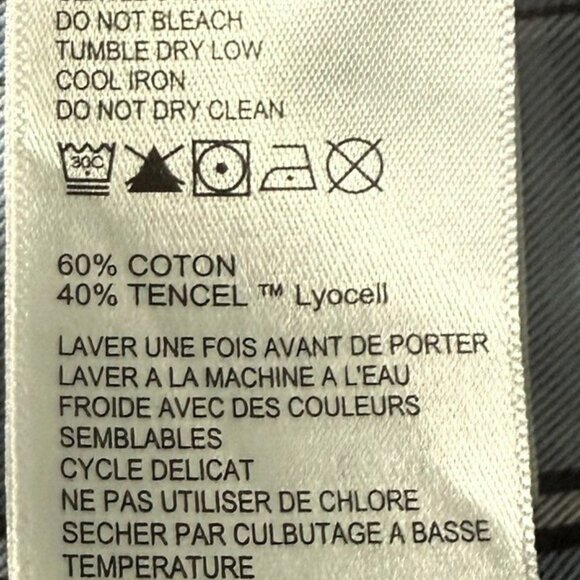 DO NOT BLEACH
TUMBLE DRY LOW
COOL IRON
DO NOT DRY CLEAN
30C
60% COTON
40% TENCEL ™ Lyocell
LAVER UNE FOIS AVANT DE PORTER
LAVER A LA MACHINE A L'EAU
FROIDE AVEC DES COULEURS
SEMBLABLES
CYCLE DELICAT
NE PAS UTILISER DE CHLORE
SECHER PAR CULBUTAGE A BASSE
TEMPERATURE